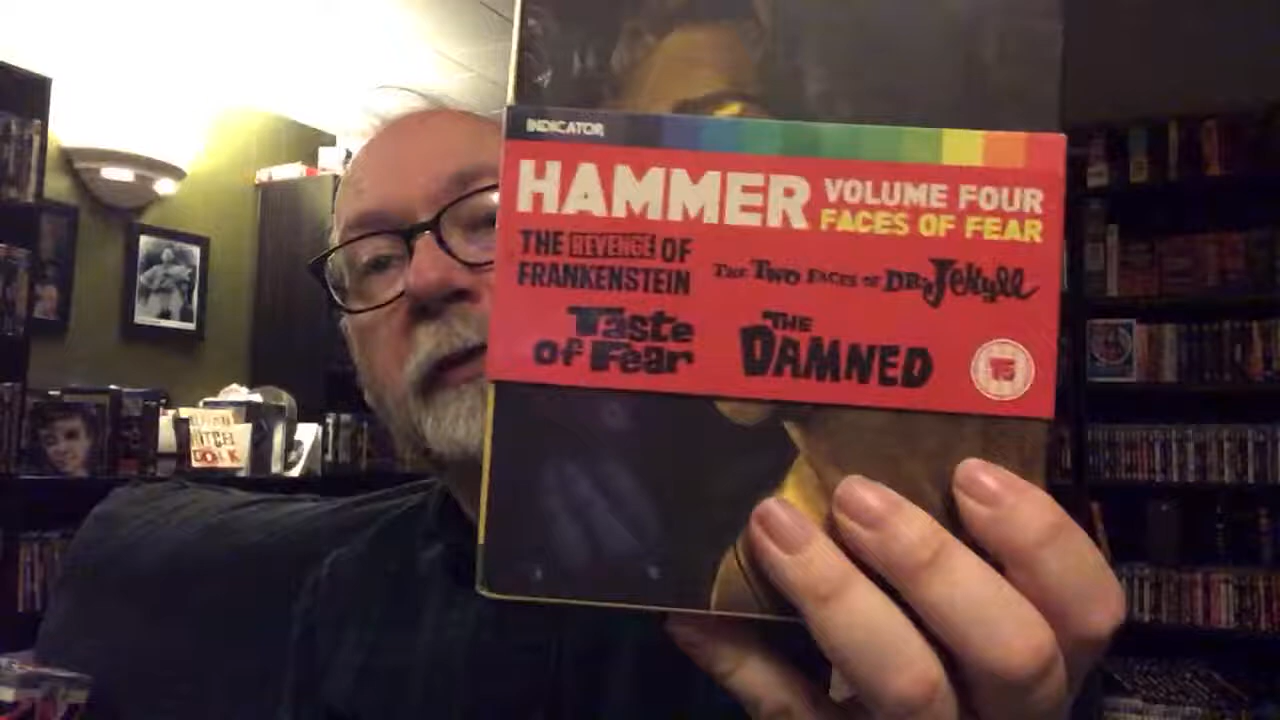 INDICATOR
HAMMER VOLUME FOUR
FACES OF FEAR
THE REVENGE OF
FRANKENSTEIN
THE TWO FACES OF DR. Jekyll
Taste
of Fear
THE
DAMNED
15